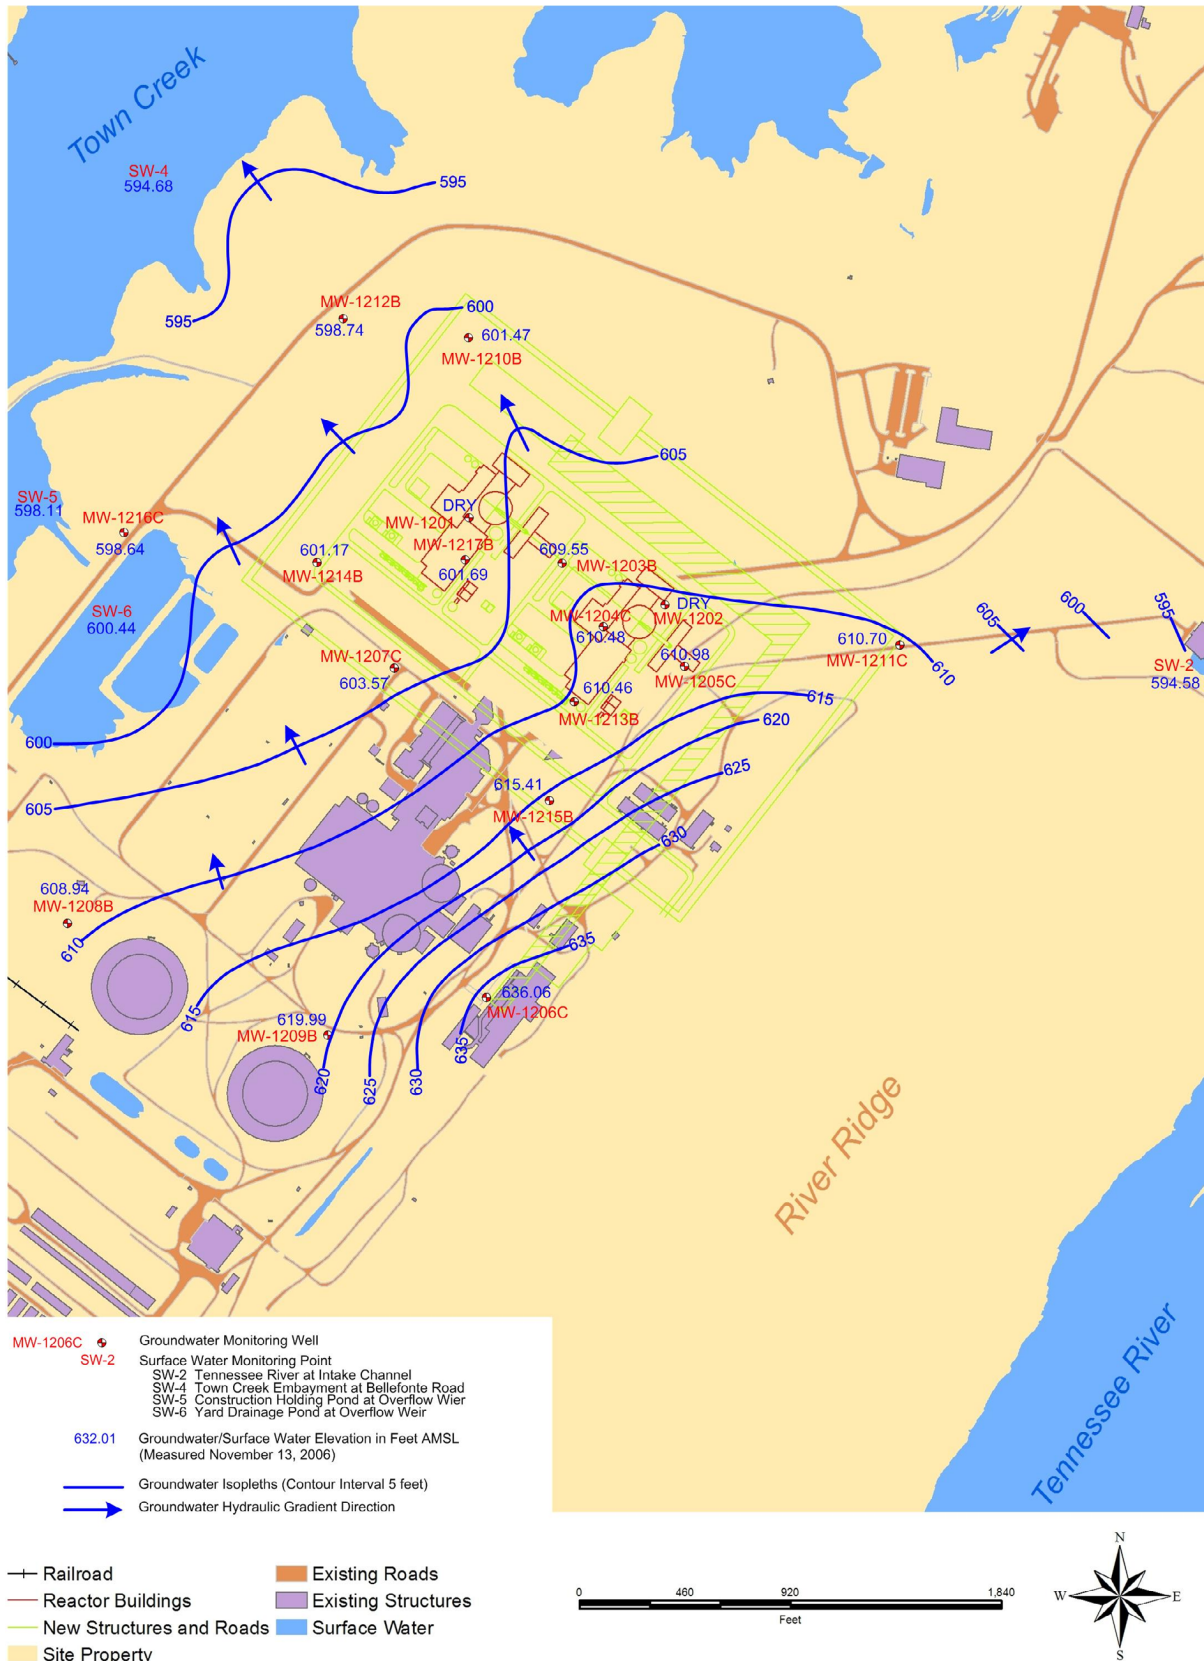 Town Creek
SW-4
594.68
595
595
MW-1212B
598.74
600
601.47
MW-1210B
605
SW-5
598.11
MW-1216C
598.64
DRY
MW-1201
MW-1217B
601.69
601.17
MW-1214B
609.55
MW-1203B
SW-6
600.44
MW-1204C
610.48
DRY
MW-1202
605
600
595
610.70
MW-1211C
610
SW-2
594.58
MW-1207C
603.57
610.98
MW-1205C
610.46
MW-1213B
615
620
600
625
605
615.41
MW-1215B
630
608.94
MW-1208B
610
635
636.06
MW-1206C
615
619.99
MW-1209B
635
620
625
630
River Ridge
Tennessee River
MW-1206C Groundwater Monitoring Well
SW-2 Surface Water Monitoring Point
SW-2 Tennessee River at Intake Channel
SW-4 Town Creek Embayment at Bellefonte Road
SW-5 Construction Holding Pond at Overflow Wier
SW-6 Yard Drainage Pond at Overflow Weir
632.01 Groundwater/Surface Water Elevation in Feet AMSL
(Measured November 13, 2006)
Groundwater Isopleths (Contour Interval 5 feet)
Groundwater Hydraulic Gradient Direction
Railroad
Reactor Buildings
New Structures and Roads
Site Property
Existing Roads
Existing Structures
Surface Water
0 460 920 1,840
Feet
N
W E
S